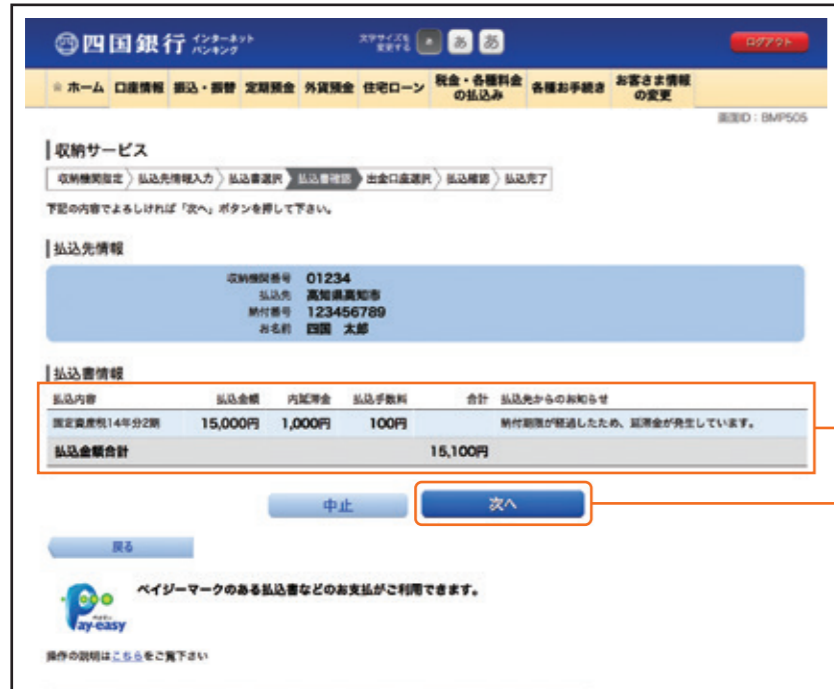 四国銀行 インターネット バンキング 文字サイズを変更する あ あ あ ログアウト
ホーム 口座情報 振込・振替 定期預金 外貨預金 住宅ローン 税金・各種料金の払込み 各種お手続き お客さま情報の変更
画面ID:BMP505
収納サービス
収納機関指定 払込先情報入力 払込書選択 払込書確認 出金口座選択 払込確認 払込完了
下記の内容でよろしければ「次へ」ボタンを押して下さい。
払込先情報
収納機関番号 01234
払込先 高知県高知市
納付番号 123456789
お名前 四国 太郎
払込書情報
払込内容 払込金額 内延滞金 払込手数料 合計 払込先からのお知らせ
固定資産税14年分2期 15,000円 1,000円 100円 納付期限が経過したため、延滞金が発生しています。
払込金額合計 15,100円
中止 次へ
戻る
ペイジーマークのある払込書などのお支払がご利用できます。
ペイジー
Pay-easy
操作の説明はこちらをご覧下さい